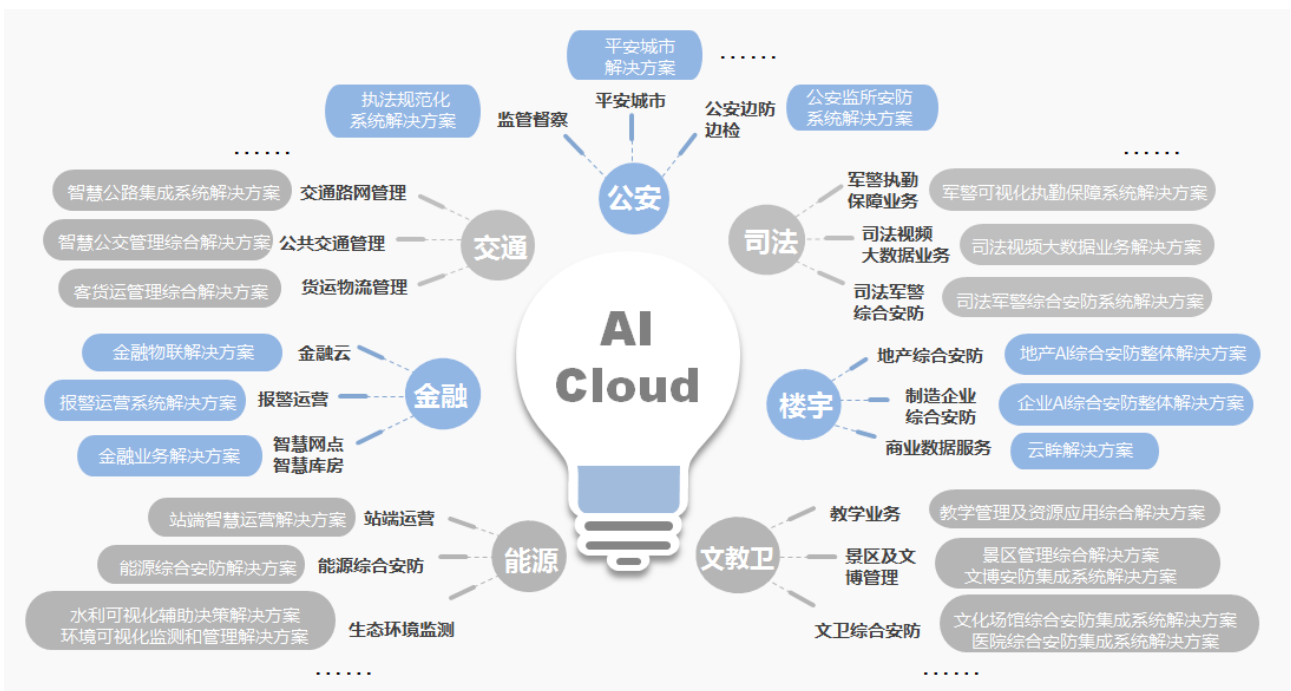 平安城市
解决方案
......
执法规范化
系统解决方案
监管督察
平安城市
公安边防
边检
公安监所安防
系统解决方案
公安
......
智慧公路集成系统解决方案
交通路网管理
智慧公交管理综合解决方案
公共交通管理
客货运管理综合解决方案
货运物流管理
交通
......
军警执勤
保障业务
军警可视化执勤保障系统解决方案
司法视频
大数据业务
司法视频大数据业务解决方案
司法军警
综合安防
司法军警综合安防系统解决方案
司法
AI
Cloud
金融物联解决方案
金融云
报警运营系统解决方案
报警运营
金融业务解决方案
智慧网点
智慧库房
金融
地产综合安防
地产AI综合安防整体解决方案
制造企业
综合安防
企业AI综合安防整体解决方案
商业数据服务
云眸解决方案
楼宇
站端智慧运营解决方案
站端运营
能源综合安防解决方案
能源综合安防
水利可视化辅助决策解决方案
环境可视化监测和管理解决方案
生态环境监测
能源
......
教学业务
教学管理及资源应用综合解决方案
景区及文
博管理
景区管理综合解决方案
文博安防集成系统解决方案
文卫综合安防
文化场馆综合安防集成系统解决方案
医院综合安防集成系统解决方案
文教卫
......